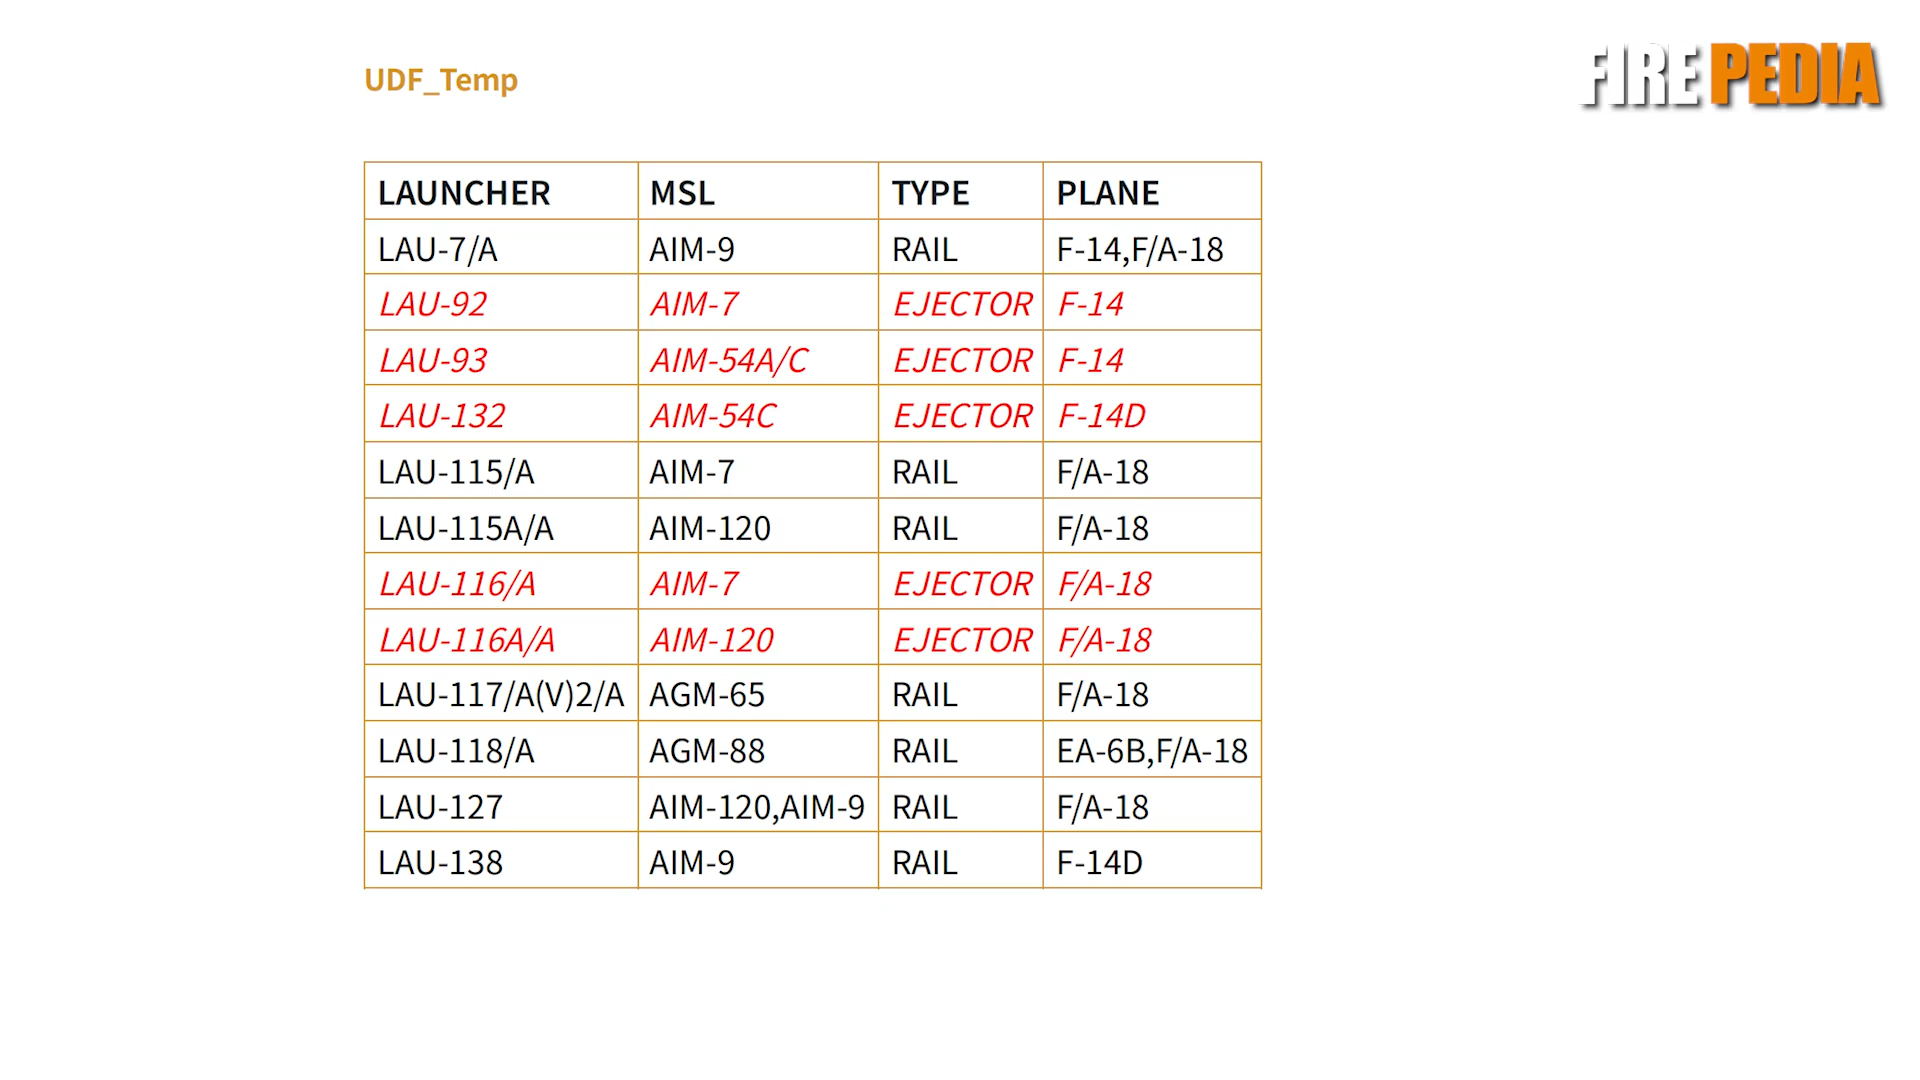 FIREPEDIA
UDF_Temp
LAUNCHER MSL TYPE PLANE
LAU-7/A AIM-9 RAIL F-14,F/A-18
LAU-92 AIM-7 EJECTOR F-14
LAU-93 AIM-54A/C EJECTOR F-14
LAU-132 AIM-54C EJECTOR F-14D
LAU-115/A AIM-7 RAIL F/A-18
LAU-115A/A AIM-120 RAIL F/A-18
LAU-116/A AIM-7 EJECTOR F/A-18
LAU-116A/A AIM-120 EJECTOR F/A-18
LAU-117/A(V)2/A AGM-65 RAIL F/A-18
LAU-118/A AGM-88 RAIL EA-6B,F/A-18
LAU-127 AIM-120,AIM-9 RAIL F/A-18
LAU-138 AIM-9 RAIL F-14D